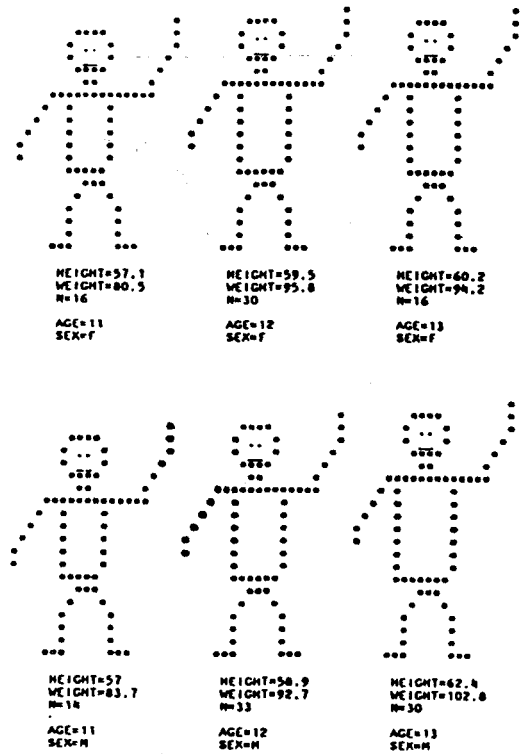 HEIGHT=57.1
WEIGHT=80.5
N=16
AGE=11
SEX=F
HEIGHT=59.5
WEIGHT=95.8
N=30
AGE=12
SEX=F
HEIGHT=60.2
WEIGHT=94.2
N=16
AGE=13
SEX=F
HEIGHT=57
WEIGHT=83.7
N=14
AGE=11
SEX=M
HEIGHT=58.9
WEIGHT=92.7
N=33
AGE=12
SEX=M
HEIGHT=62.4
WEIGHT=102.8
N=30
AGE=13
SEX=M